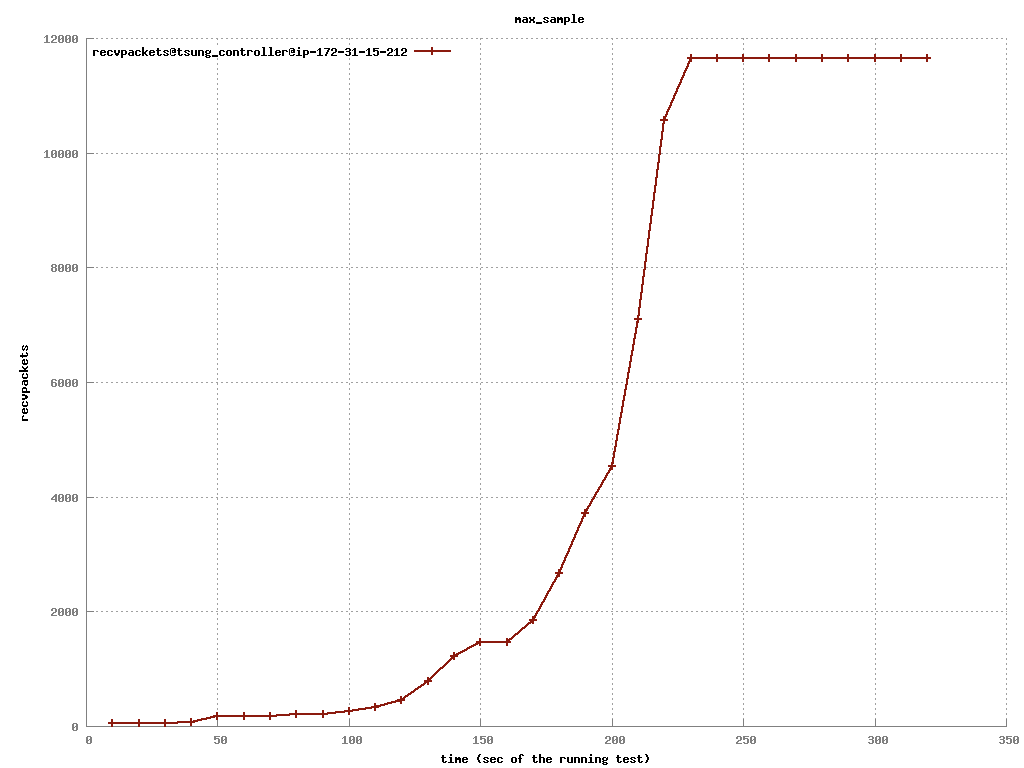 max_sample
12000
recvpackets@tsung_controller@ip-172-31-15-212
10000
8000
6000
recvpackets
4000
2000
0
0 50 100 150 200 250 300 350
time (sec of the running test)